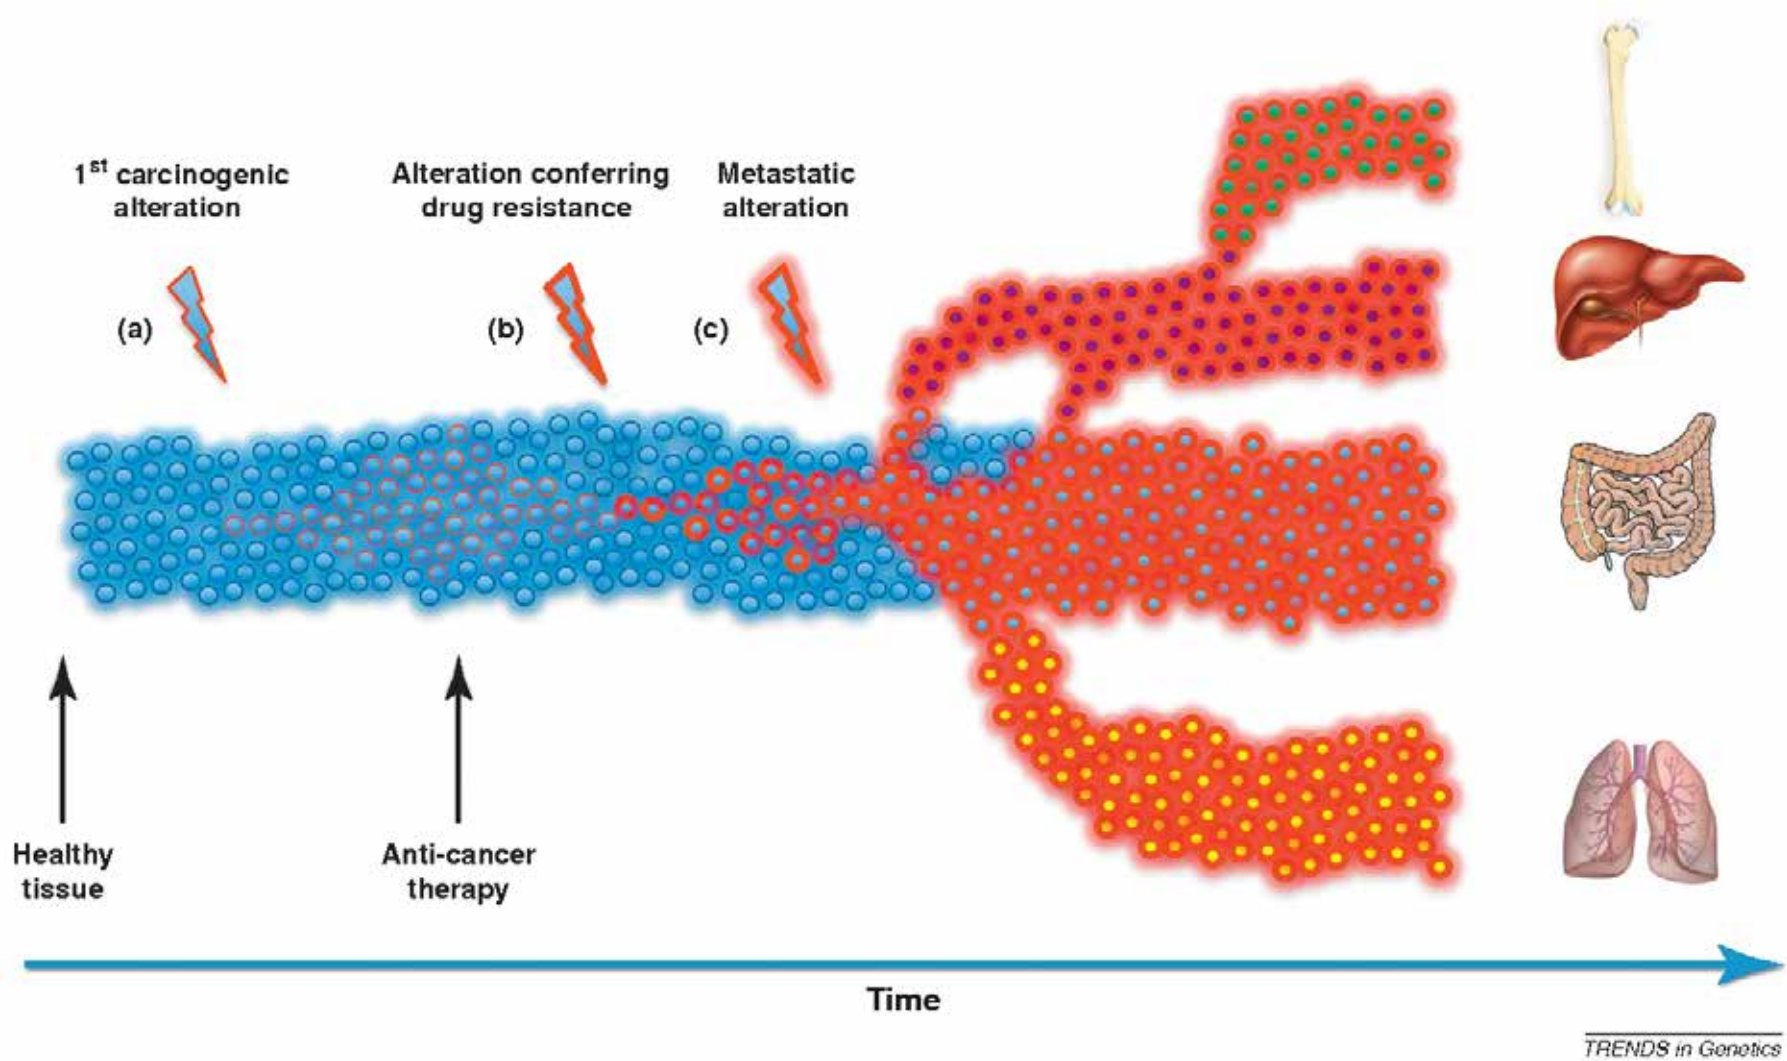 1st carcinogenic
alteration
Alteration conferring
drug resistance
Metastatic
alteration
(a)
(b)
(c)
Healthy
tissue
Anti-cancer
therapy
Time
TRENDS in Genetics